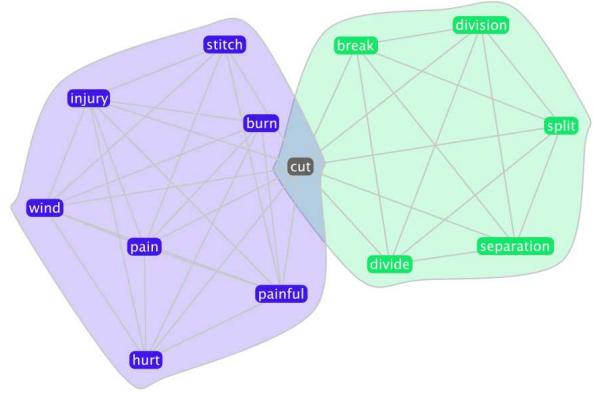 stitch
injury
burn
wind
pain
painful
hurt
cut
break
division
split
separation
divide